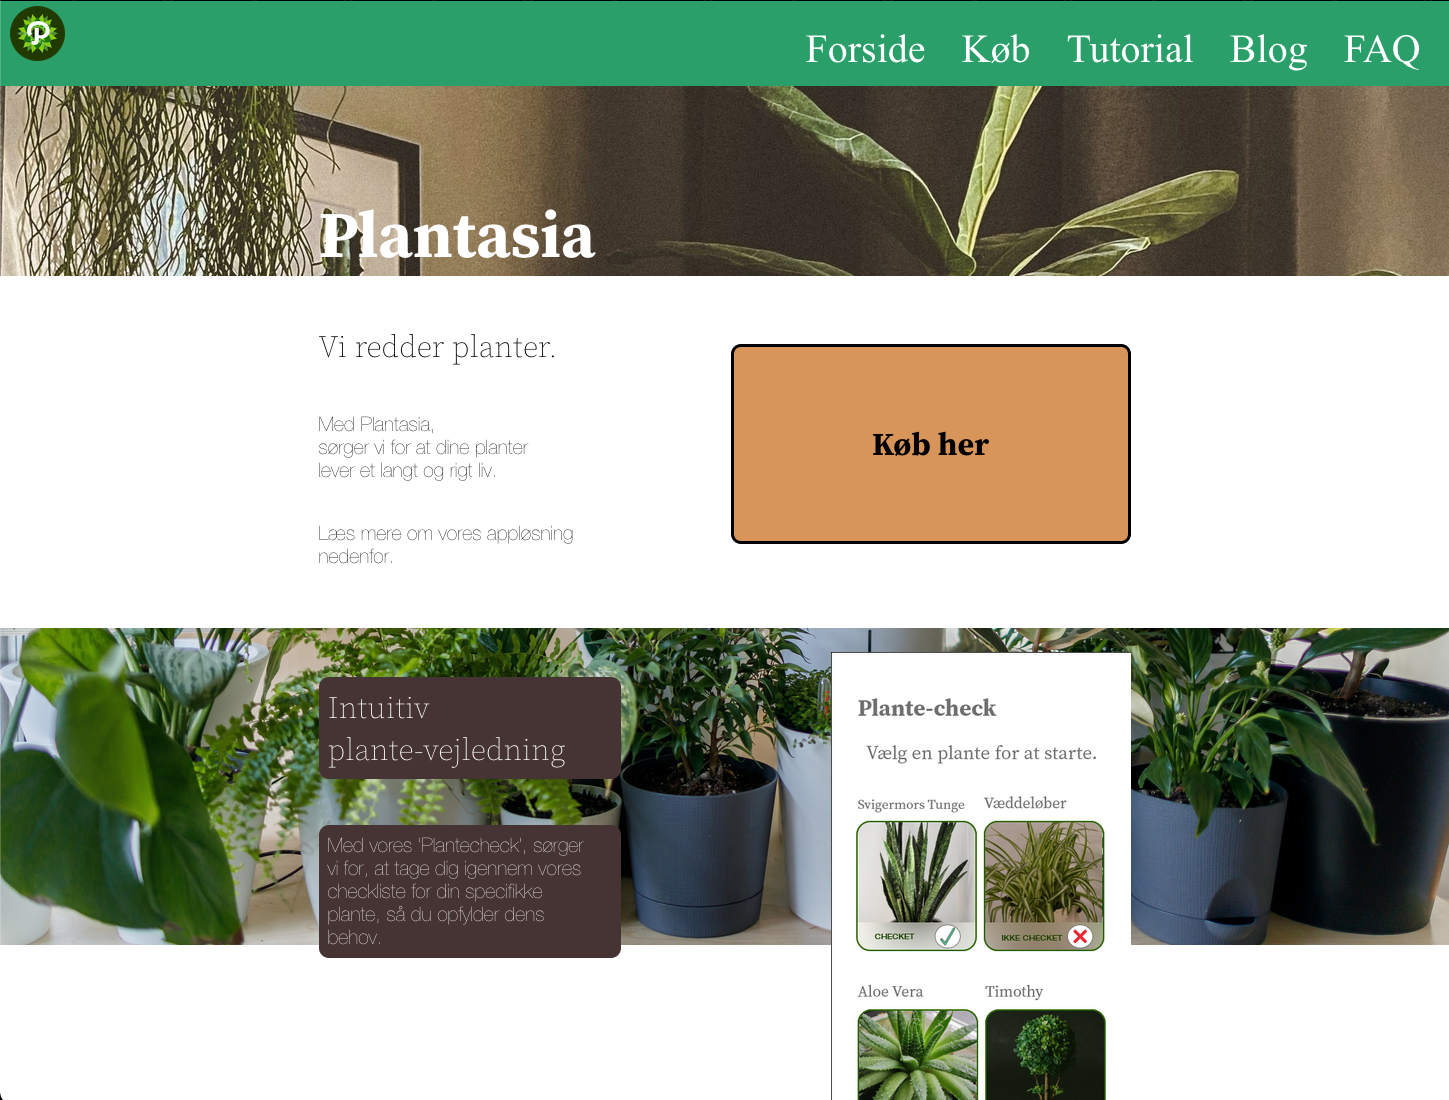 Forside Køb Tutorial Blog FAQ
Plantasia
Vi redder planter.
Med Plantasia,
sørger vi for at dine planter
lever et langt og rigt liv.
Læs mere om vores appløsning
nedenfor.
Køb her
Intuitiv
plante-vejledning
Med vores 'Plantecheck', sørger
vi for, at tage dig igennem vores
checkliste for din specifikke
plante, så du opfylder dens
behov.
Plante-check
Vælg en plante for at starte.
Svigermors Tunge
Væddeløber
CHECKET
IKKE CHECKET
Aloe Vera
Timothy